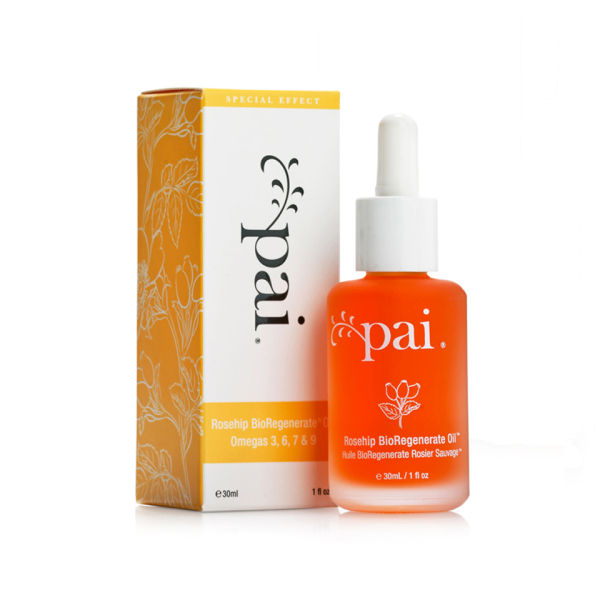 SPECIAL EFFECT
pai®
Rosehip BioRegenerate™
Omegas 3, 6, 7 & 9
℮30ml
1 fl oz
pai®
Rosehip BioRegenerate Oil™
Huile BioRegenerate Rosier Sauvage™
℮30mL / 1 fl oz